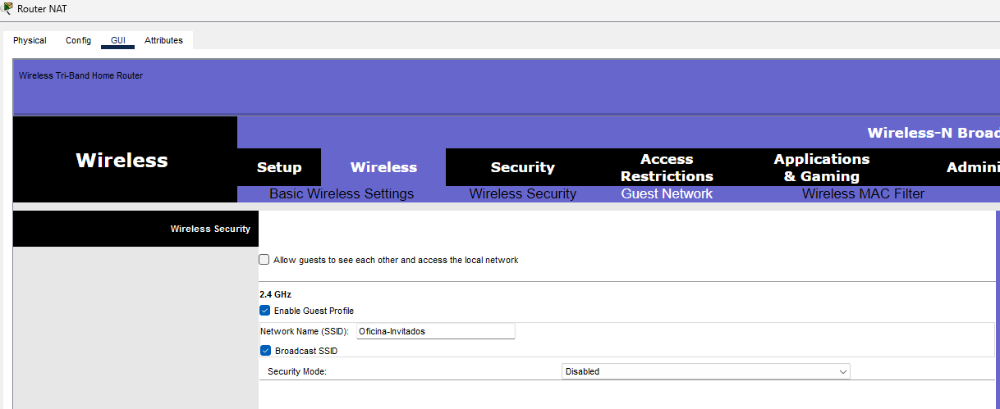 Router NAT
Physical Config GUI Attributes
Wireless Tri-Band Home Router
Wireless-N Broad
Wireless
Setup Wireless Security Access Restrictions Applications & Gaming Admini
Basic Wireless Settings Wireless Security Guest Network Wireless MAC Filter
Wireless Security
Allow guests to see each other and access the local network
2.4 GHz
Enable Guest Profile
Network Name (SSID): Oficina-Invitados
Broadcast SSID
Security Mode: Disabled